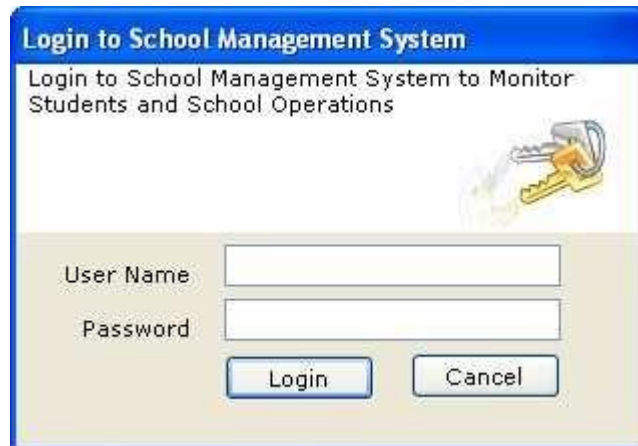 Login to School Management System
Login to School Management System to Monitor
Students and School Operations
User Name
Password
Login
Cancel